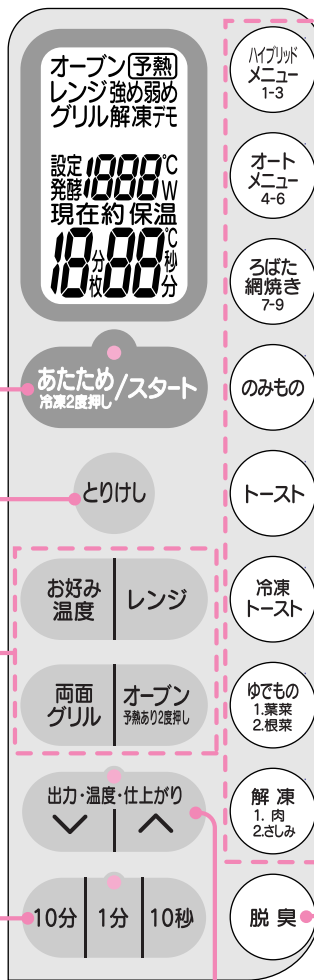 オーブン 予熱
レンジ 強め弱め
グリル 解凍 デモ
設定
発酵 1888 ℃ W
現在約 保温
18:88 分 枚 ℃ 秒 分
あたため/スタート
冷凍2度押し
とりけし
お好み
温度
レンジ
両面
グリル
オーブン
予熱あり2度押し
出力・温度・仕上がり
10分
1分
10秒
ハイブリッド
メニュー
1-3
オート
メニュー
4-6
ろばた
網焼き
7-9
のみもの
トースト
冷凍
トースト
ゆでもの
1.葉菜
2.根菜
解凍
1. 肉
2.さしみ
脱臭